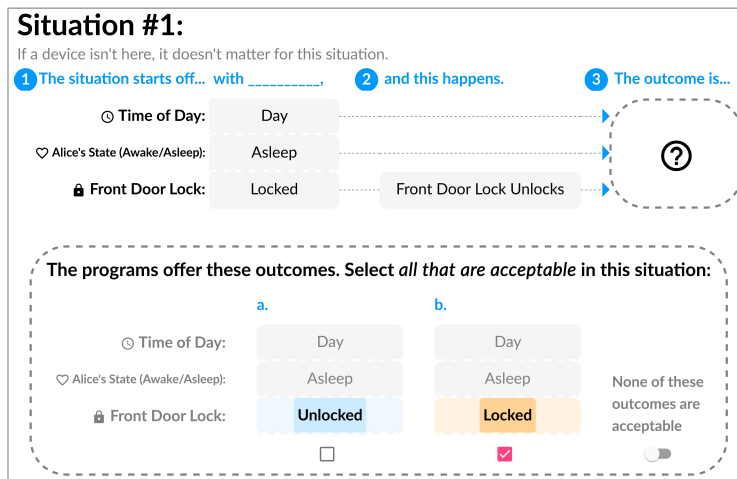 Situation #1:
If a device isn't here, it doesn't matter for this situation.
1 The situation starts off... with __________, 2 and this happens. 3 The outcome is...
Time of Day: Day
Alice's State (Awake/Asleep): Asleep
Front Door Lock: Locked Front Door Lock Unlocks
?
The programs offer these outcomes. Select all that are acceptable in this situation:
a. b.
Time of Day: Day Day
Alice's State (Awake/Asleep): Asleep Asleep
Front Door Lock: Unlocked Locked
None of these
outcomes are
acceptable